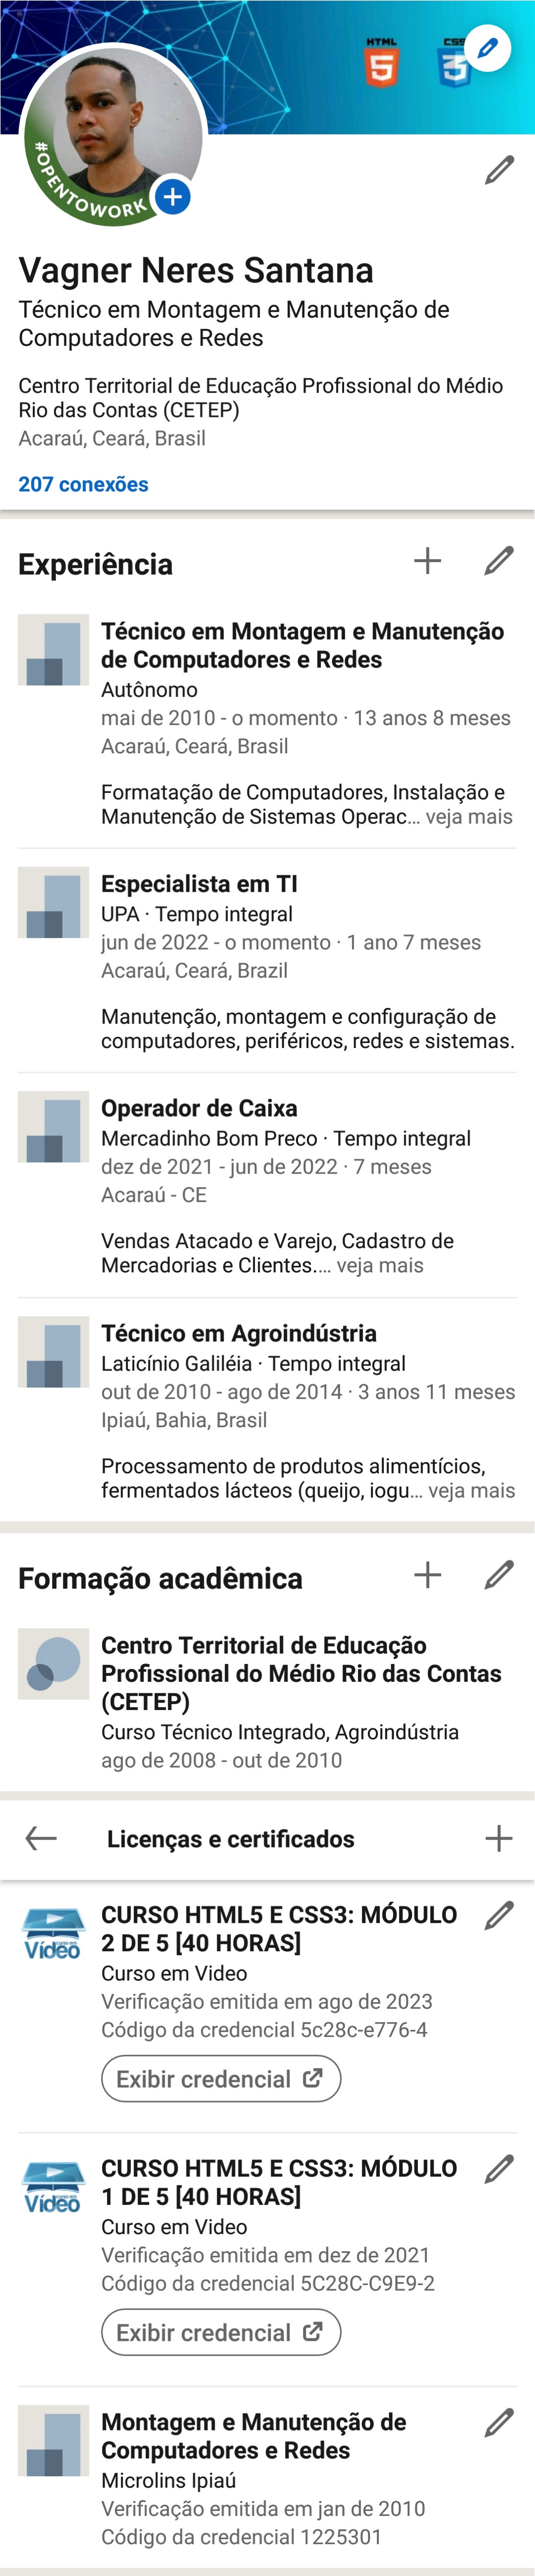 HTML
5
CSS
3
#OPENTOWORK
Vagner Neres Santana
Técnico em Montagem e Manutenção de
Computadores e Redes
Centro Territorial de Educação Profissional do Médio
Rio das Contas (CETEP)
Acaraú, Ceará, Brasil
207 conexões
Experiência
Técnico em Montagem e Manutenção
de Computadores e Redes
Autônomo
mai de 2010 - o momento · 13 anos 8 meses
Acaraú, Ceará, Brasil
Formatação de Computadores, Instalação e
Manutenção de Sistemas Operac... veja mais
Especialista em TI
UPA · Tempo integral
jun de 2022 - o momento · 1 ano 7 meses
Acaraú, Ceará, Brazil
Manutenção, montagem e configuração de
computadores, periféricos, redes e sistemas.
Operador de Caixa
Mercadinho Bom Preco · Tempo integral
dez de 2021 - jun de 2022 · 7 meses
Acaraú - CE
Vendas Atacado e Varejo, Cadastro de
Mercadorias e Clientes.... veja mais
Técnico em Agroindústria
Laticínio Galiléia · Tempo integral
out de 2010 - ago de 2014 · 3 anos 11 meses
Ipiaú, Bahia, Brasil
Processamento de produtos alimentícios,
fermentados lácteos (queijo, iogu... veja mais
Formação acadêmica
Centro Territorial de Educação
Profissional do Médio Rio das Contas
(CETEP)
Curso Técnico Integrado, Agroindústria
ago de 2008 - out de 2010
Licenças e certificados
CURSO HTML5 E CSS3: MÓDULO
2 DE 5 [40 HORAS]
Vídeo
Curso em Video
Verificação emitida em ago de 2023
Código da credencial 5c28c-e776-4
Exibir credencial
CURSO HTML5 E CSS3: MÓDULO
1 DE 5 [40 HORAS]
Vídeo
Curso em Video
Verificação emitida em dez de 2021
Código da credencial 5C28C-C9E9-2
Exibir credencial
Montagem e Manutenção de
Computadores e Redes
Microlins Ipiaú
Verificação emitida em jan de 2010
Código da credencial 1225301